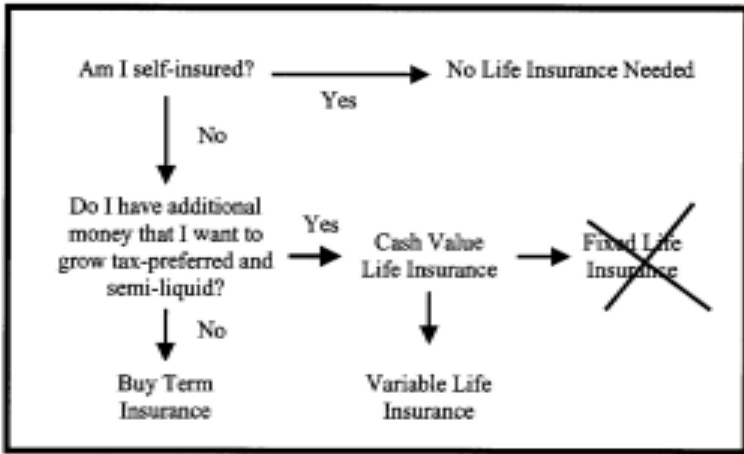 Am I self-insured?
Yes
No Life Insurance Needed
No
Do I have additional
money that I want to
grow tax-preferred and
semi-liquid?
Yes
Cash Value
Life Insurance
Fixed Life
Insurance
No
Buy Term
Insurance
Variable Life
Insurance